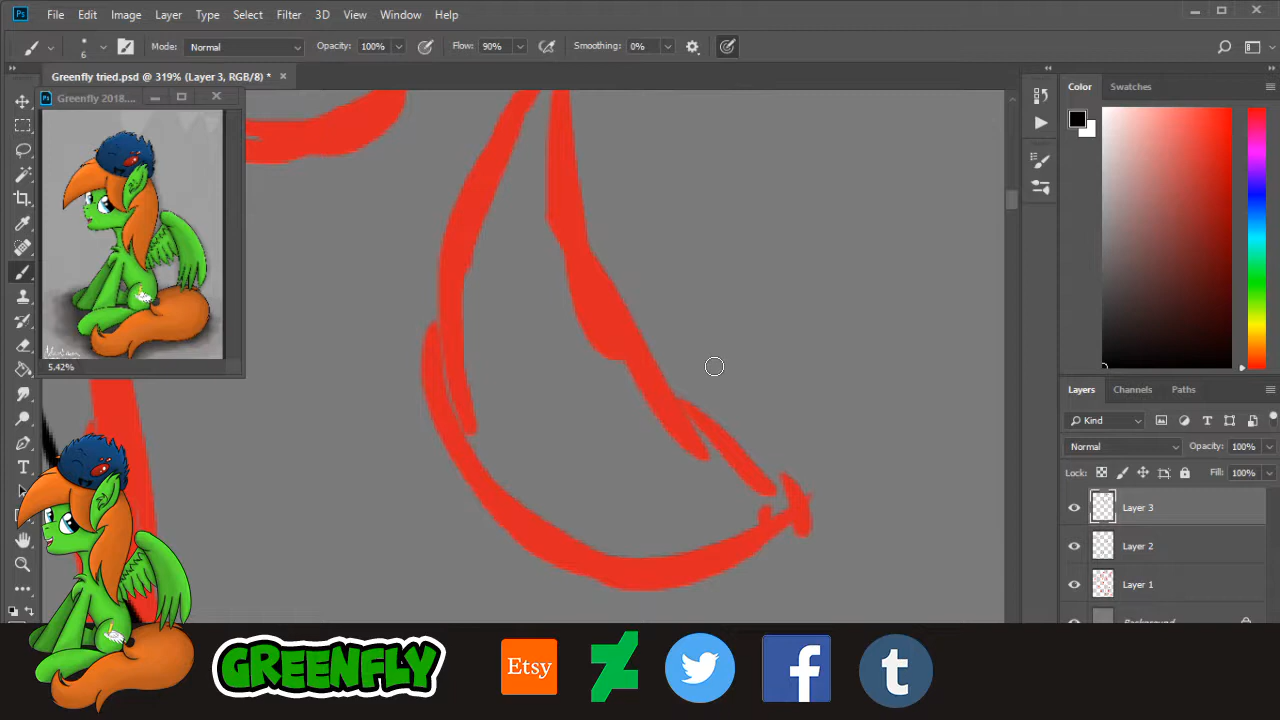 Ps File Edit Image Layer Type Select Filter 3D View Window Help
6 Mode: Normal Opacity: 100% Flow: 90% Smoothing: 0%
Greenfly tried.psd @ 319% (Layer 3, RGB/8) *
Greenfly 2018....
5.42%
Color Swatches
Layers Channels Paths
Kind
Normal Opacity: 100%
Lock: Fill: 100%
Layer 3
Layer 2
Layer 1
Background
GREENFLY Etsy f t